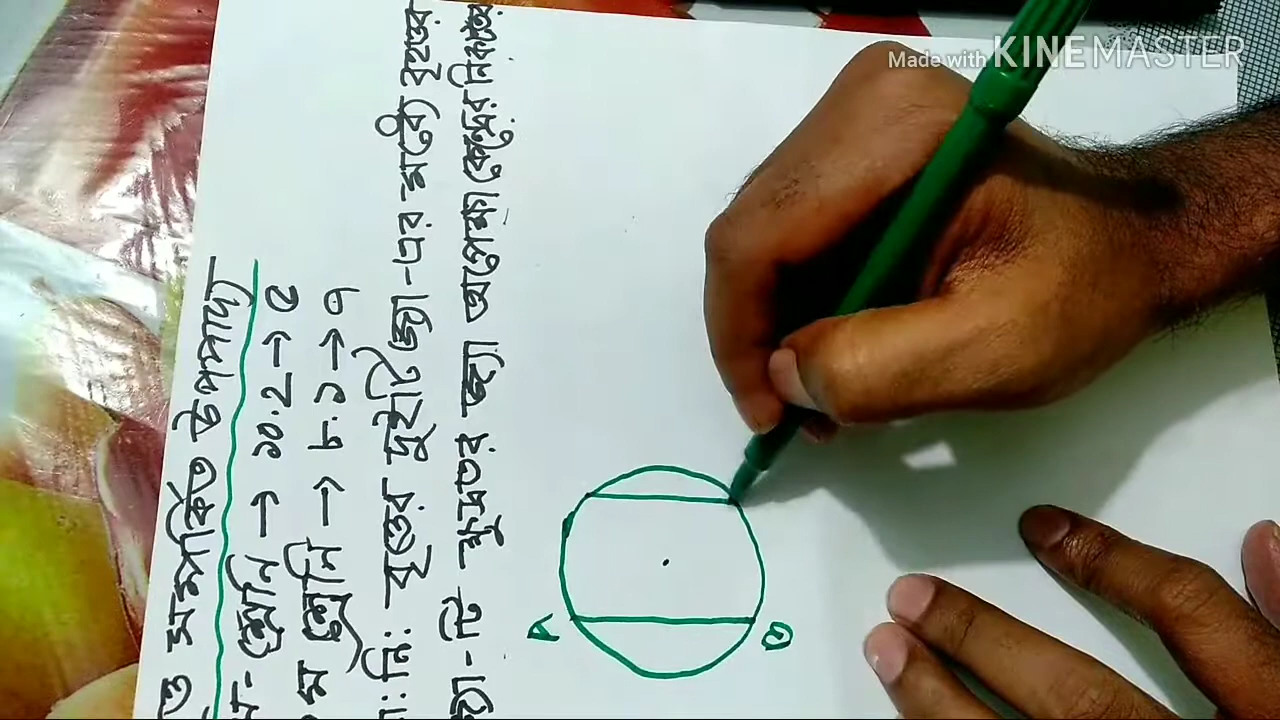 Made with KINEMASTER
ত সম্পর্কিত উপপাদ্য
ম-শ্রেনি → ১০.২ → ৫
ম শ্রেনি → ৮.১ → ৭
সা: নি: বৃত্তের দুইটি জ্যা-এর মধ্যে বৃহত্তর
জ্যা-টি ক্ষুদ্রতর জ্যা অপেক্ষা কেন্দ্রের নিকটতর
A
B